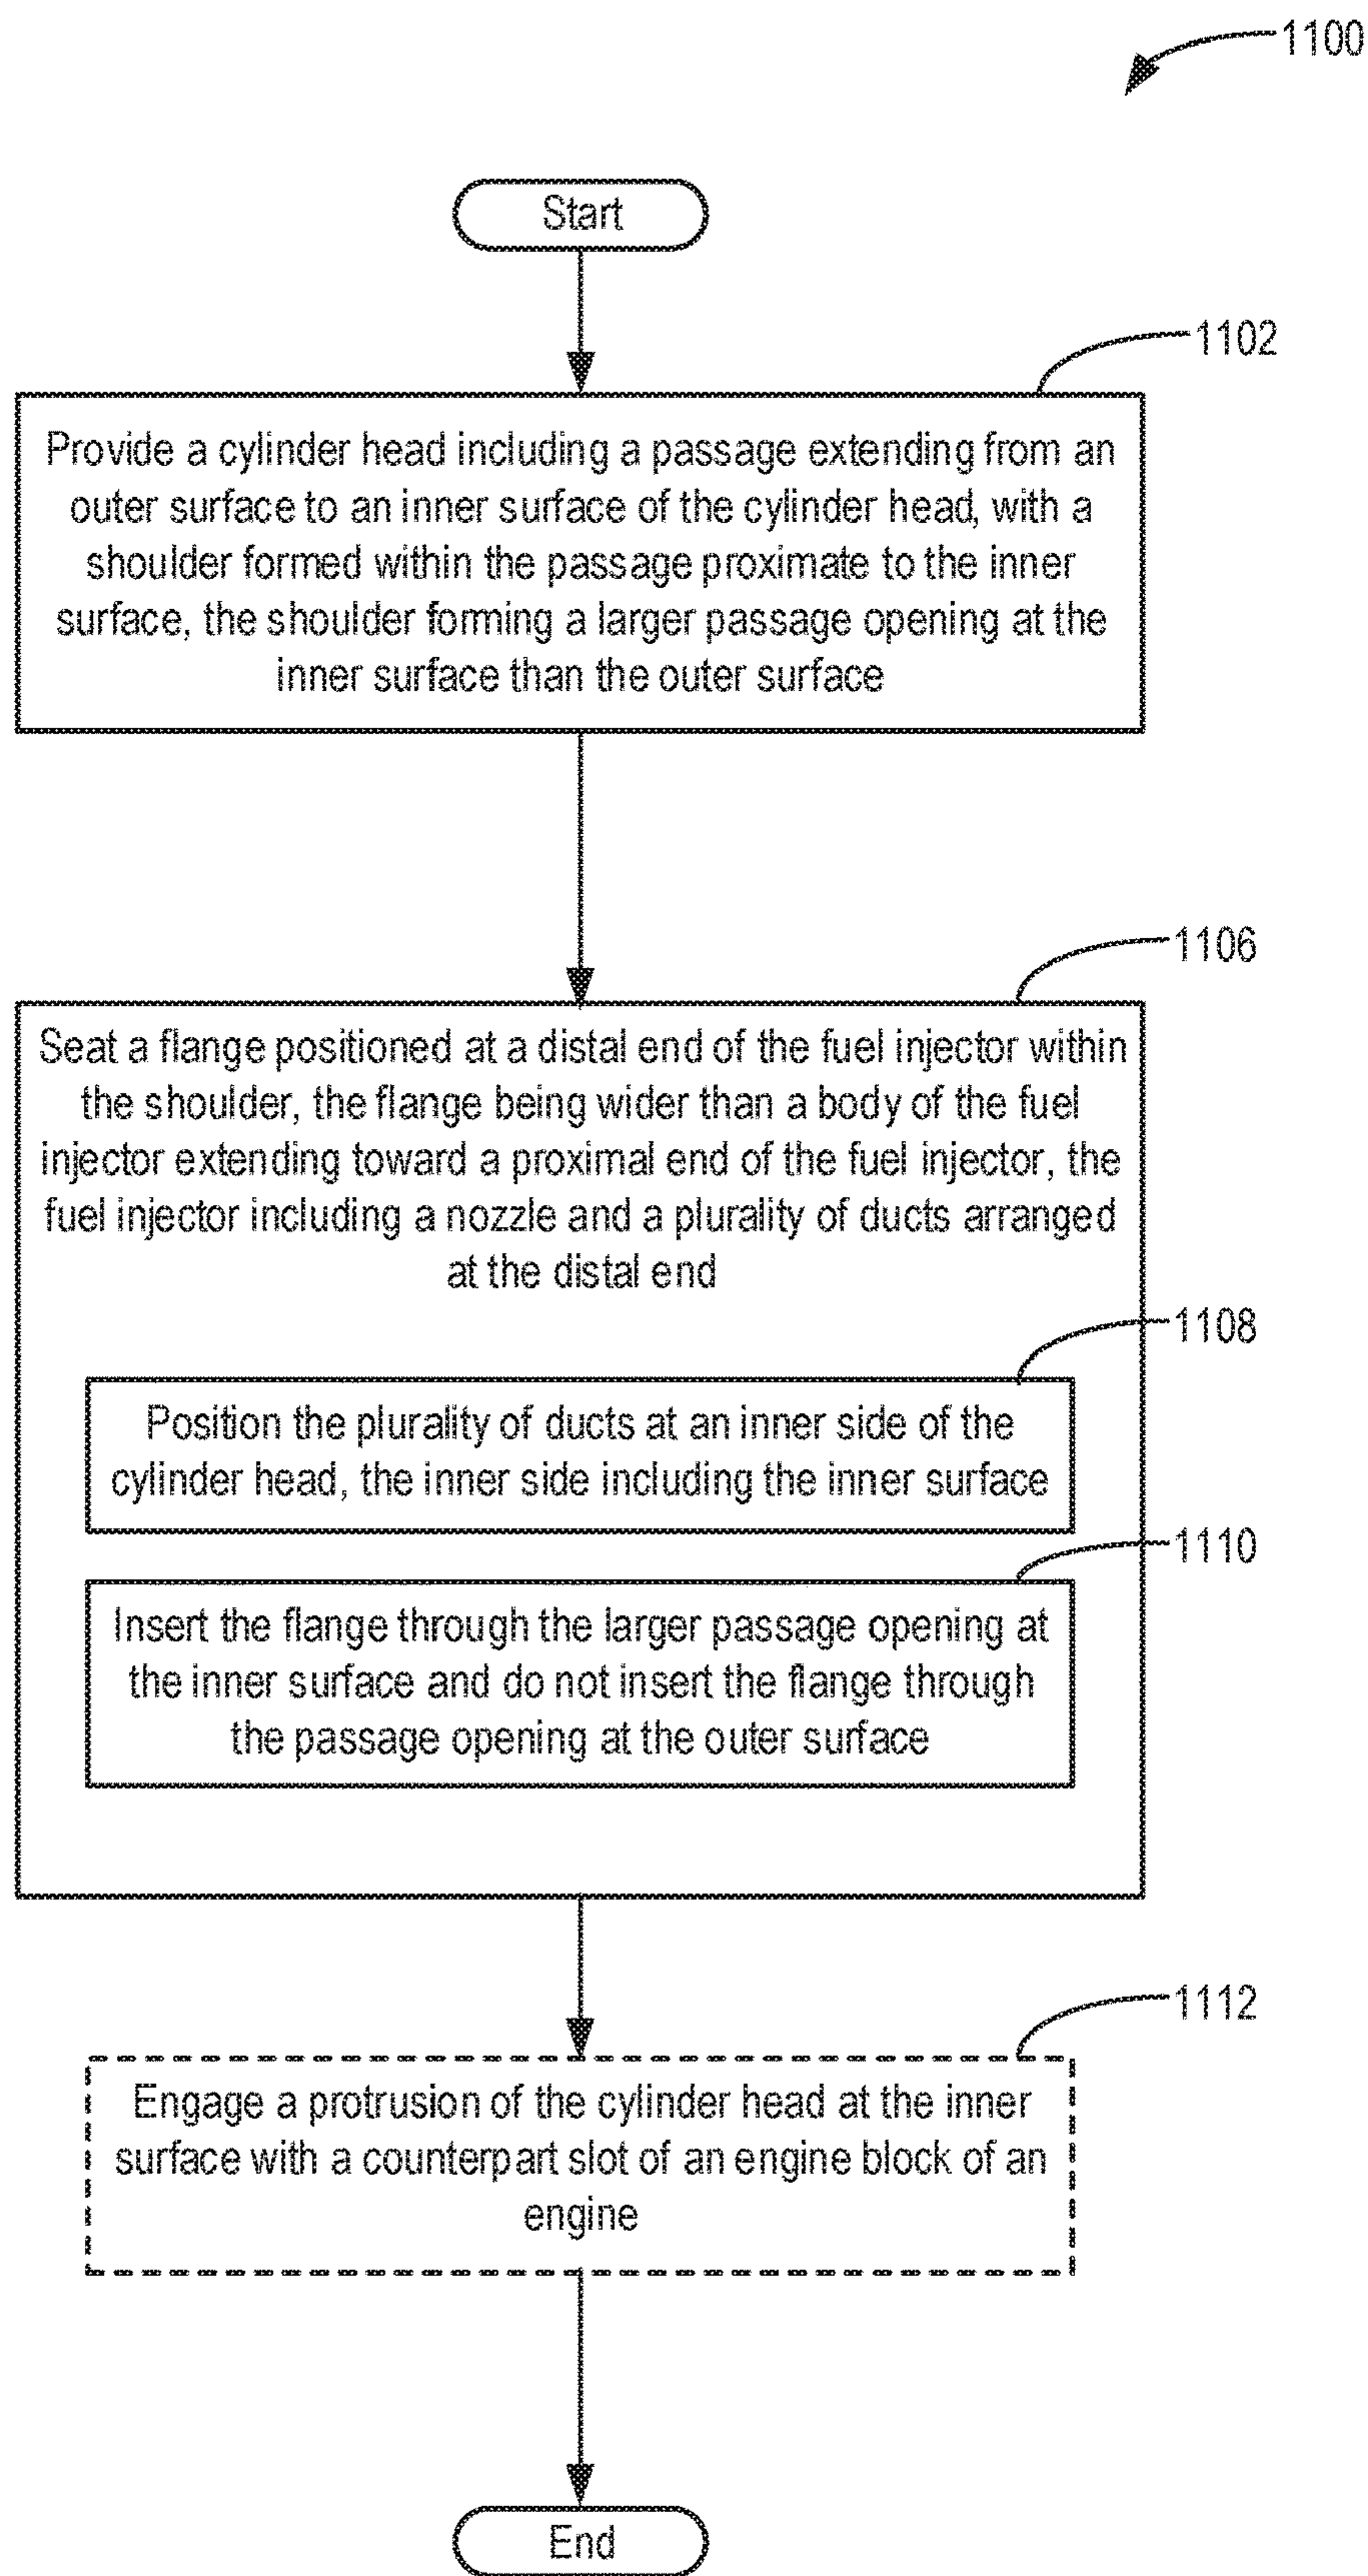 1100
Start
1102
Provide a cylinder head including a passage extending from an
outer surface to an inner surface of the cylinder head, with a
shoulder formed within the passage proximate to the inner
surface, the shoulder forming a larger passage opening at the
inner surface than the outer surface
1106
Seat a flange positioned at a distal end of the fuel injector within
the shoulder, the flange being wider than a body of the fuel
injector extending toward a proximal end of the fuel injector, the
fuel injector including a nozzle and a plurality of ducts arranged
at the distal end
1108
Position the plurality of ducts at an inner side of the
cylinder head, the inner side including the inner surface
1110
Insert the flange through the larger passage opening at
the inner surface and do not insert the flange through
the passage opening at the outer surface
1112
Engage a protrusion of the cylinder head at the inner
surface with a counterpart slot of an engine block of an
engine
End